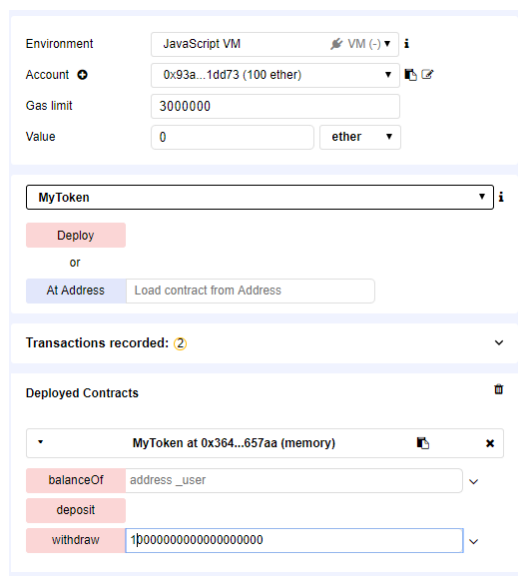 Environment JavaScript VM VM (-) i
Account 0x93a...1dd73 (100 ether)
Gas limit 3000000
Value 0 ether
MyToken i
Deploy
or
At Address Load contract from Address
Transactions recorded: 2
Deployed Contracts
MyToken at 0x364...657aa (memory)
balanceOf address _user
deposit
withdraw 10000000000000000000